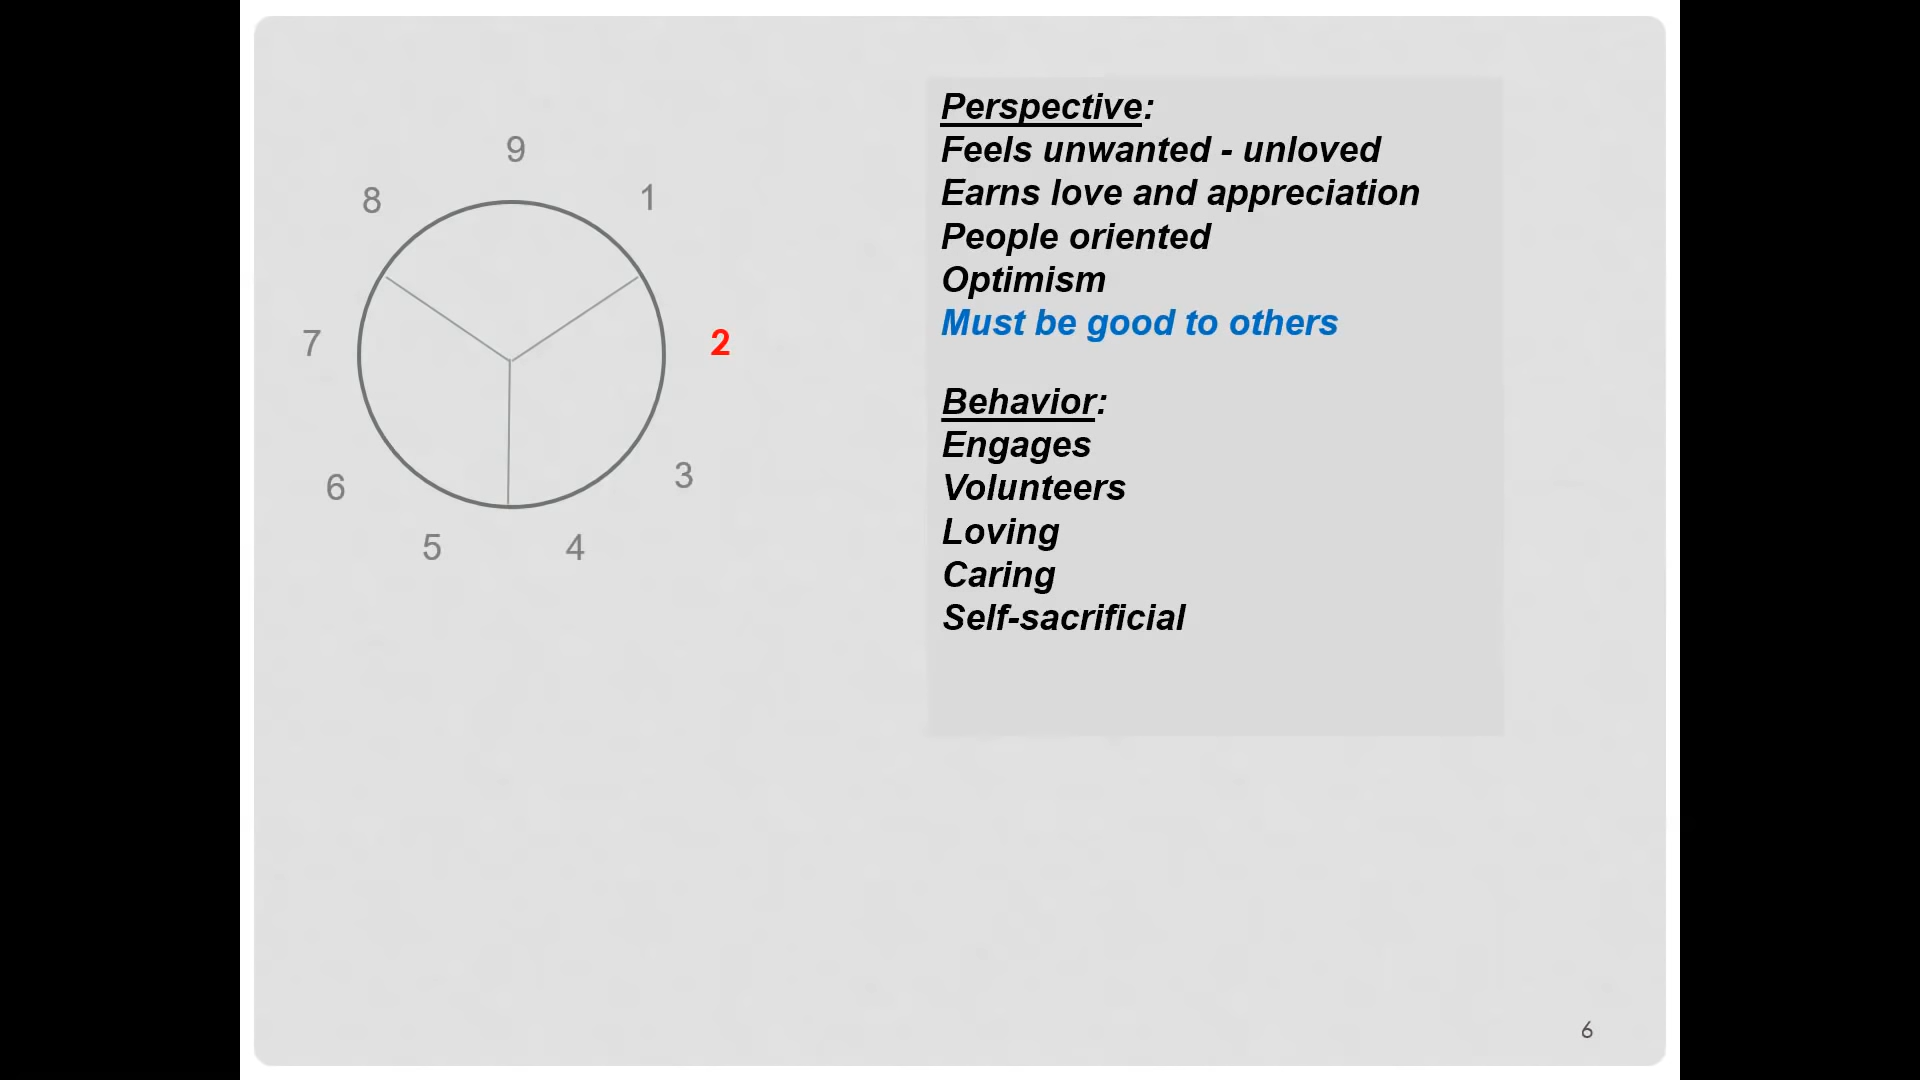 9
8
1
7
2
6
3
5
4
Perspective:
Feels unwanted - unloved
Earns love and appreciation
People oriented
Optimism
Must be good to others
Behavior:
Engages
Volunteers
Loving
Caring
Self-sacrificial
6